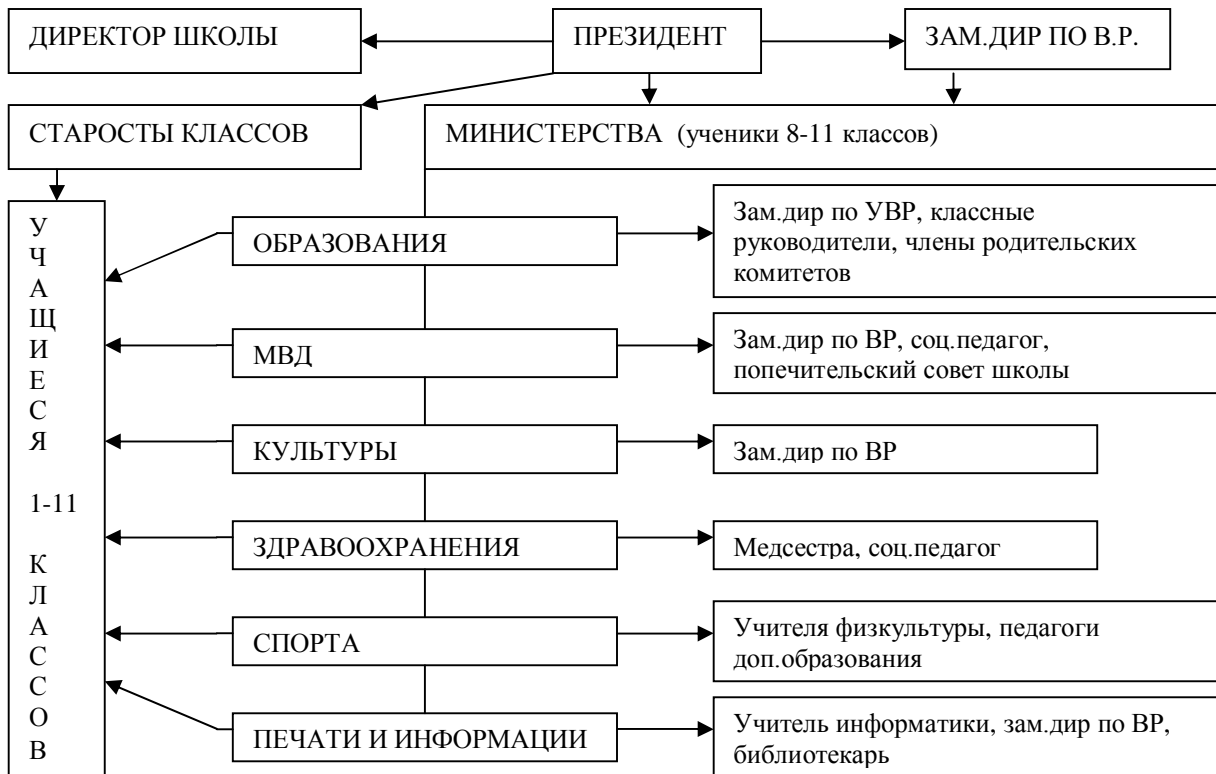 ДИРЕКТОР ШКОЛЫ
ПРЕЗИДЕНТ
ЗАМ.ДИР ПО В.Р.
СТАРОСТЫ КЛАССОВ
МИНИСТЕРСТВА (ученики 8-11 классов)
У
Ч
А
Щ
И
Е
С
Я
1-11
К
Л
А
С
С
О
В
ОБРАЗОВАНИЯ
Зам.дир по УВР, классные
руководители, члены родительских
комитетов
МВД
Зам.дир по ВР, соц.педагог,
попечительский совет школы
КУЛЬТУРЫ
Зам.дир по ВР
ЗДРАВООХРАНЕНИЯ
Медсестра, соц.педагог
СПОРТА
Учителя физкультуры, педагоги
доп.образования
ПЕЧАТИ И ИНФОРМАЦИИ
Учитель информатики, зам.дир по ВР,
библиотекарь